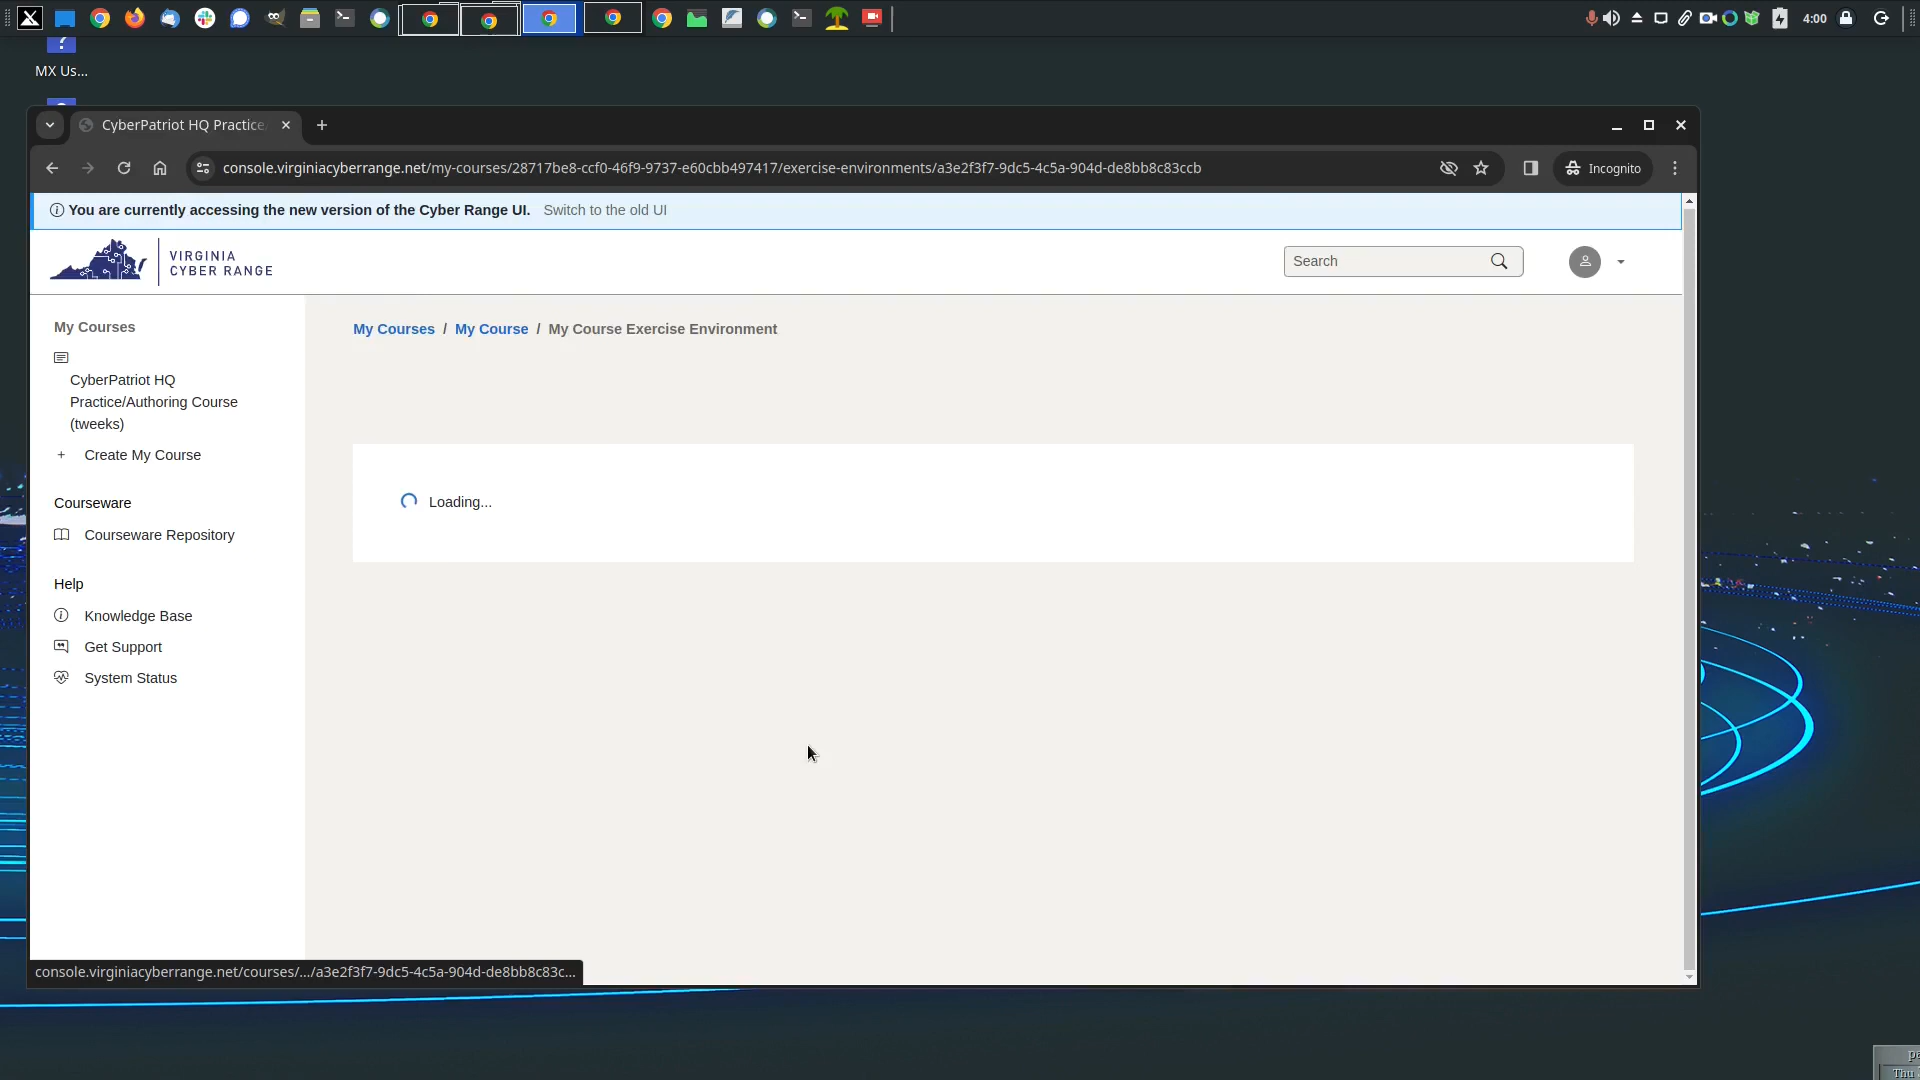 4:00
MX Us...
CyberPatriot HQ Practice
console.virginiacyberrange.net/my-courses/28717be8-ccf0-46f9-9737-e60cbb497417/exercise-environments/a3e2f3f7-9dc5-4c5a-904d-de8bb8c83ccb
Incognito
You are currently accessing the new version of the Cyber Range UI. Switch to the old UI
VIRGINIA
CYBER RANGE
Search
My Courses
CyberPatriot HQ
Practice/Authoring Course
(tweeks)
+ Create My Course
Courseware
Courseware Repository
Help
Knowledge Base
Get Support
System Status
My Courses / My Course / My Course Exercise Environment
Loading...
console.virginiacyberrange.net/courses/.../a3e2f3f7-9dc5-4c5a-904d-de8bb8c83c...
Thu